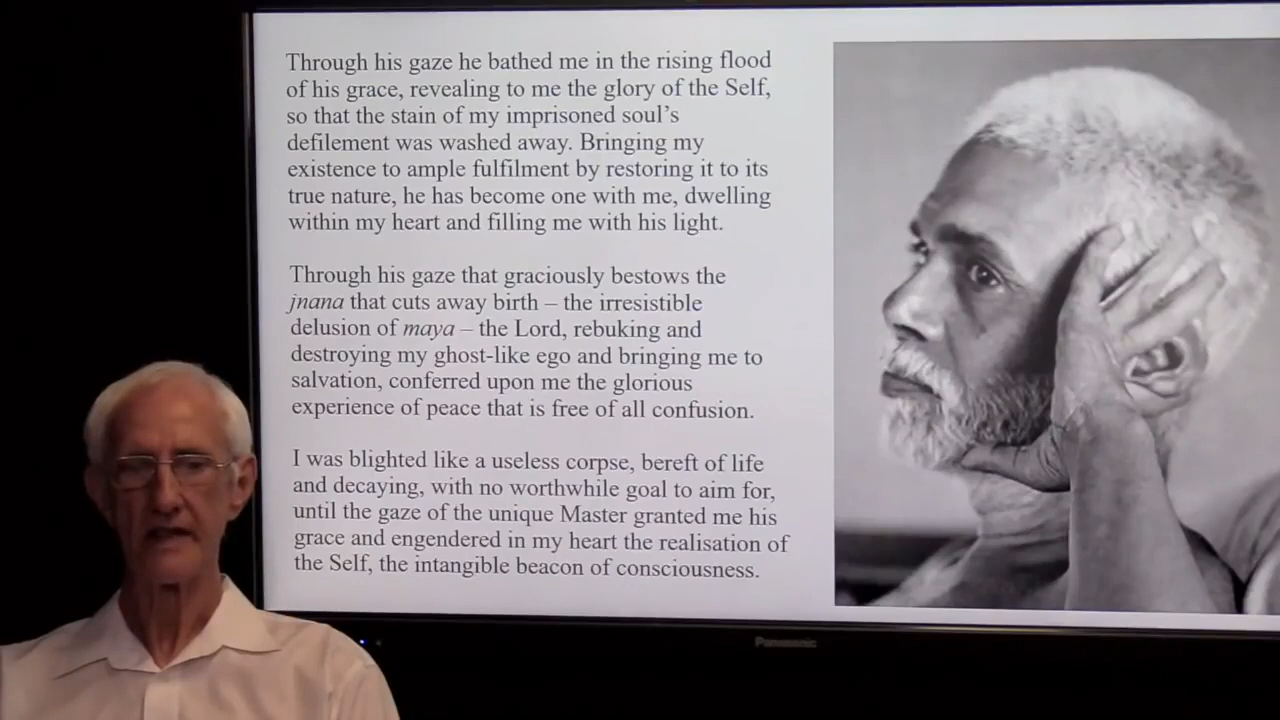 Through his gaze he bathed me in the rising flood
of his grace, revealing to me the glory of the Self,
so that the stain of my imprisoned soul's
defilement was washed away. Bringing my
existence to ample fulfilment by restoring it to its
true nature, he has become one with me, dwelling
within my heart and filling me with his light.
Through his gaze that graciously bestows the
jnana that cuts away birth – the irresistible
delusion of maya – the Lord, rebuking and
destroying my ghost-like ego and bringing me to
salvation, conferred upon me the glorious
experience of peace that is free of all confusion.
I was blighted like a useless corpse, bereft of life
and decaying, with no worthwhile goal to aim for,
until the gaze of the unique Master granted me his
grace and engendered in my heart the realisation of
the Self, the intangible beacon of consciousness.
Panasonic